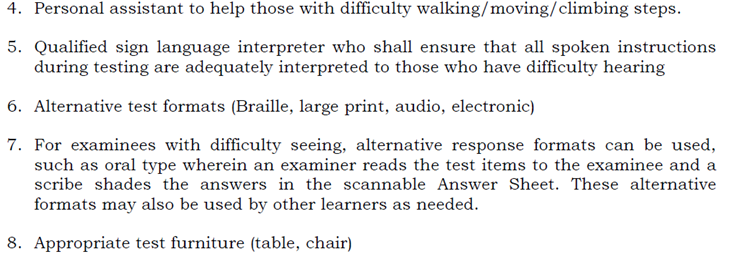 4. Personal assistant to help those with difficulty walking/moving/climbing steps.
5. Qualified sign language interpreter who shall ensure that all spoken instructions
during testing are adequately interpreted to those who have difficulty hearing
6. Alternative test formats (Braille, large print, audio, electronic)
7. For examinees with difficulty seeing, alternative response formats can be used,
such as oral type wherein an examiner reads the test items to the examinee and a
scribe shades the answers in the scannable Answer Sheet. These alternative
formats may also be used by other learners as needed.
8. Appropriate test furniture (table, chair)